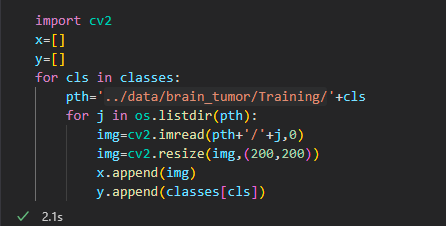 import cv2
x=[]
y=[]
for cls in classes:
    pth='../data/brain_tumor/Training/'+cls
    for j in os.listdir(pth):
        img=cv2.imread(pth+'/'+j,0)
        img=cv2.resize(img,(200,200))
        x.append(img)
        y.append(classes[cls])
✓ 2.1s